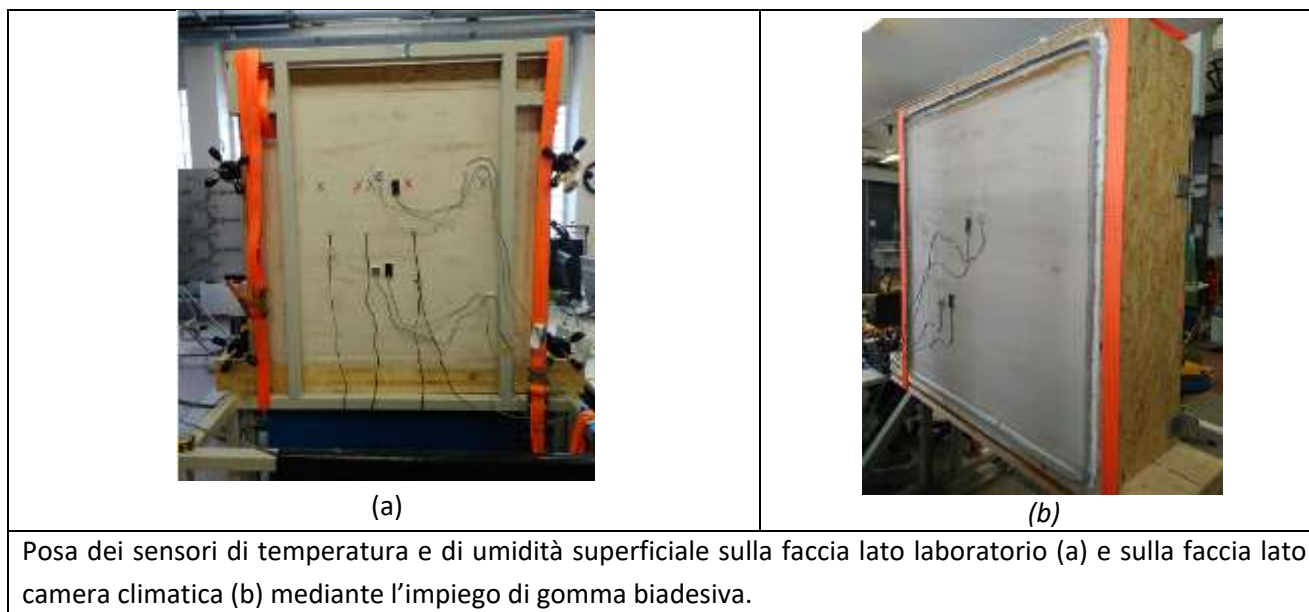 (a)
(b)
Posa dei sensori di temperatura e di umidità superficiale sulla faccia lato laboratorio (a) e sulla faccia lato
camera climatica (b) mediante l’impiego di gomma biadesiva.